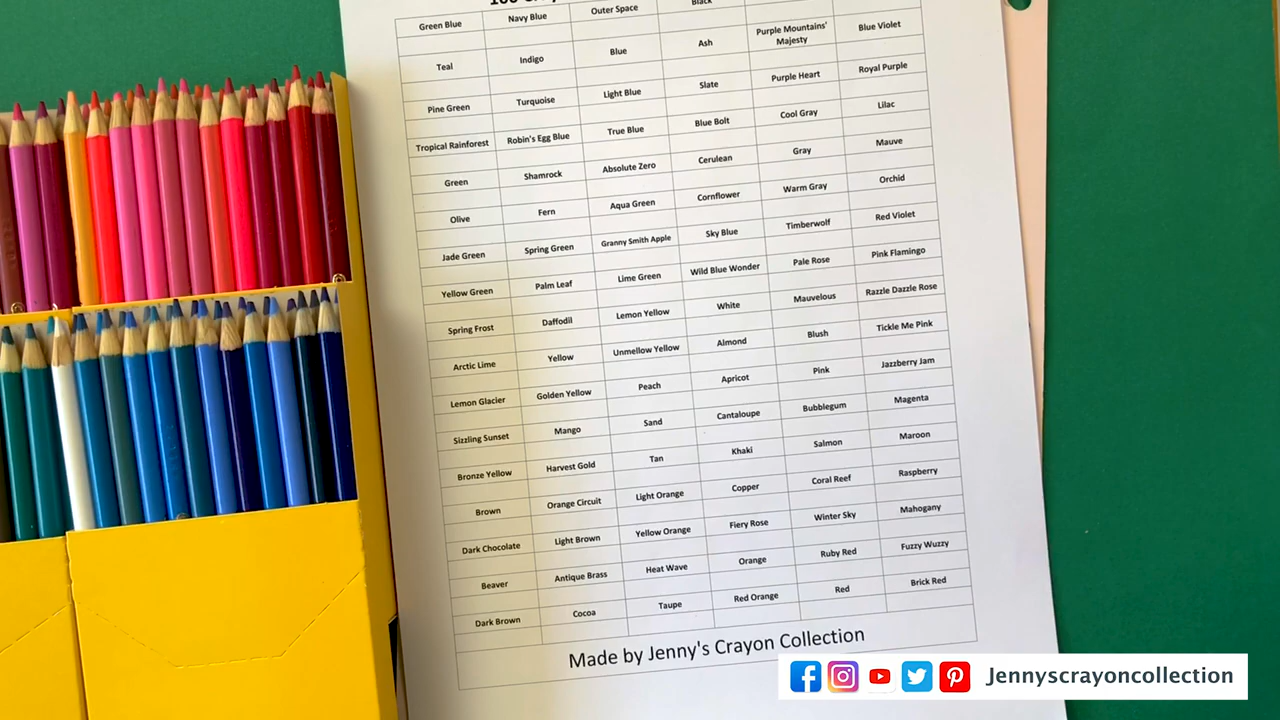 Green Blue Navy Blue Outer Space Black
Teal Indigo Blue Ash Purple Mountains' Majesty Blue Violet
Pine Green Turquoise Light Blue Slate Purple Heart Royal Purple
Tropical Rainforest Robin's Egg Blue True Blue Blue Bolt Cool Gray Lilac
Green Shamrock Absolute Zero Cerulean Gray Mauve
Olive Fern Aqua Green Cornflower Warm Gray Orchid
Jade Green Spring Green Granny Smith Apple Sky Blue Timberwolf Red Violet
Yellow Green Palm Leaf Lime Green Wild Blue Wonder Pale Rose Pink Flamingo
Spring Frost Daffodil Lemon Yellow White Mauvelous Razzle Dazzle Rose
Arctic Lime Yellow Unmellow Yellow Almond Blush Tickle Me Pink
Lemon Glacier Golden Yellow Peach Apricot Pink Jazzberry Jam
Sizzling Sunset Mango Sand Cantaloupe Bubblegum Magenta
Bronze Yellow Harvest Gold Tan Khaki Salmon Maroon
Brown Orange Circuit Light Orange Copper Coral Reef Raspberry
Dark Chocolate Light Brown Yellow Orange Fiery Rose Winter Sky Mahogany
Beaver Antique Brass Heat Wave Orange Ruby Red Fuzzy Wuzzy
Dark Brown Cocoa Taupe Red Orange Red Brick Red
Made by Jenny's Crayon Collection
Jennyscrayoncollection